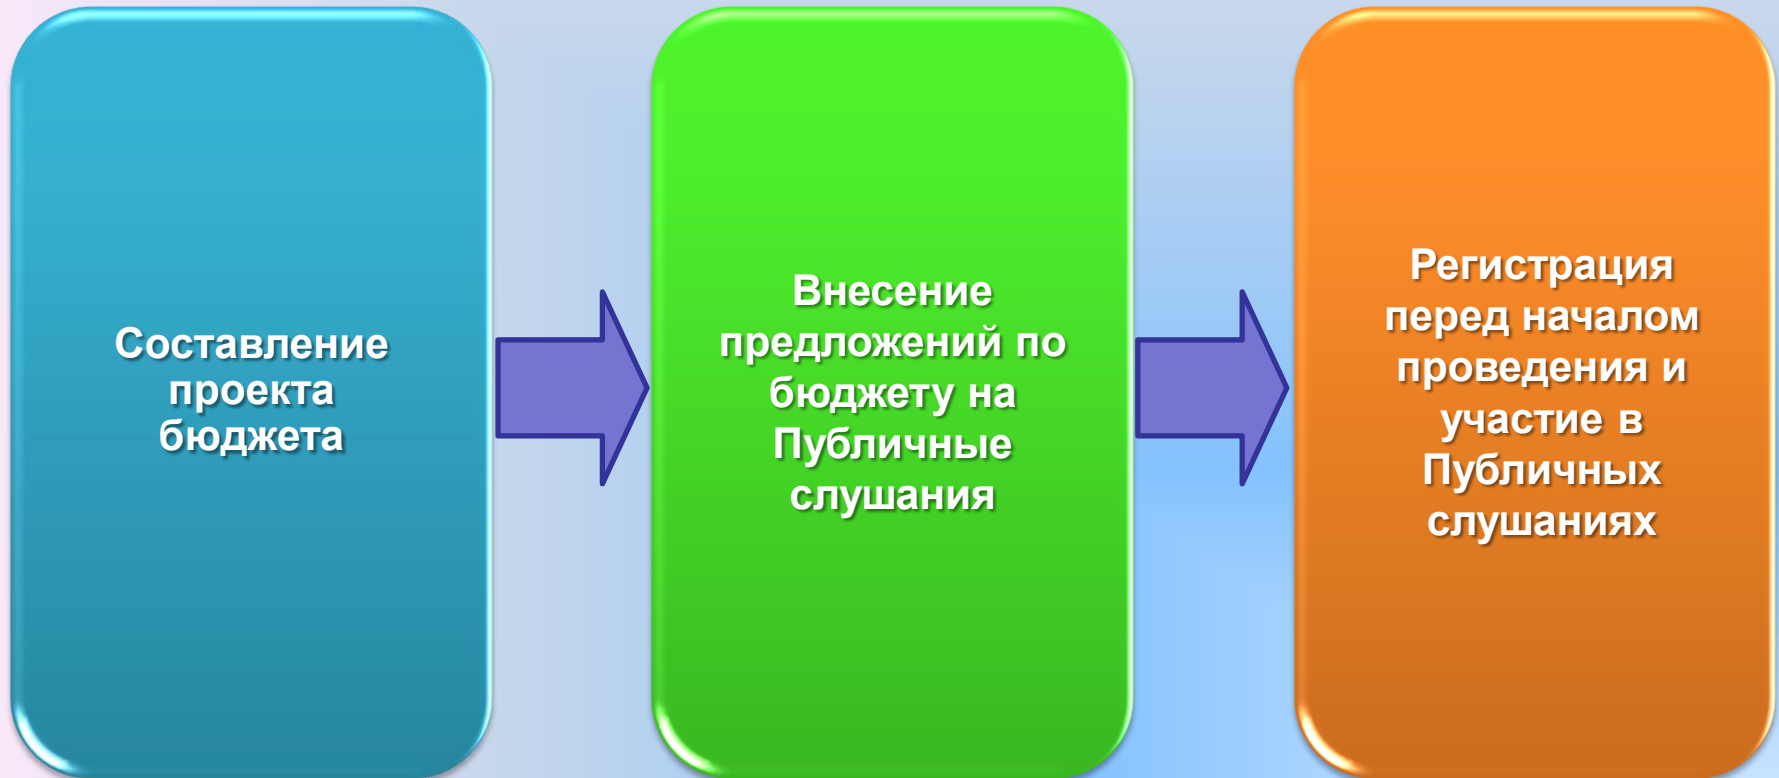 Составление
проекта
бюджета
Внесение
предложений по
бюджету на
Публичные
слушания
Регистрация
перед началом
проведения и
участие в
Публичных
слушаниях